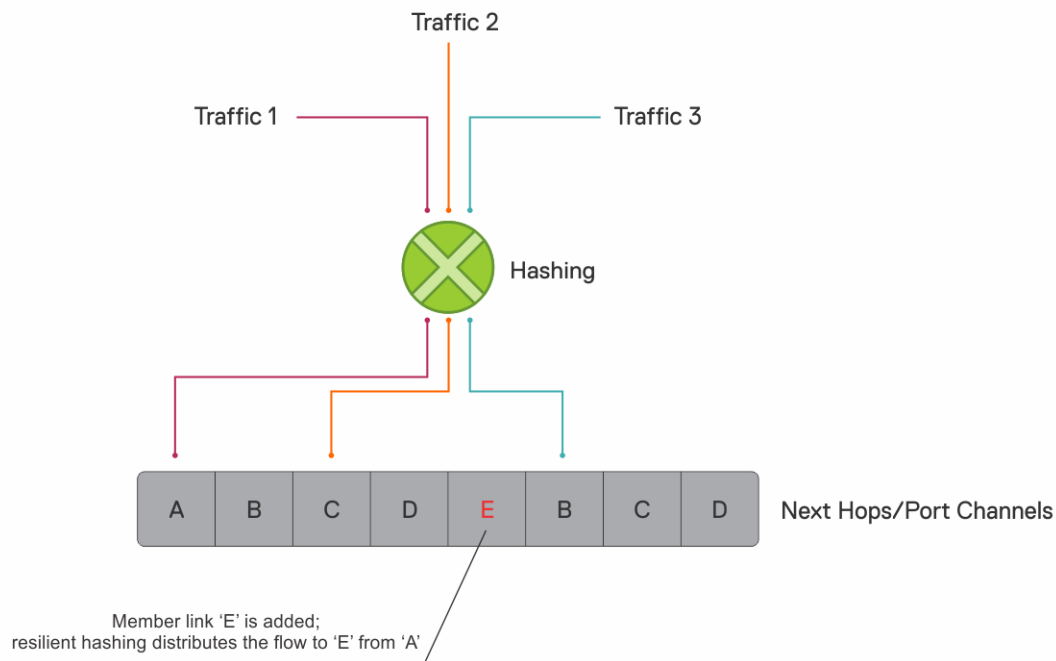 Traffic 2
Traffic 1
Traffic 3
Hashing
A B C D E B C D
Next Hops/Port Channels
Member link ‘E’ is added;
resilient hashing distributes the flow to ‘E’ from ‘A’